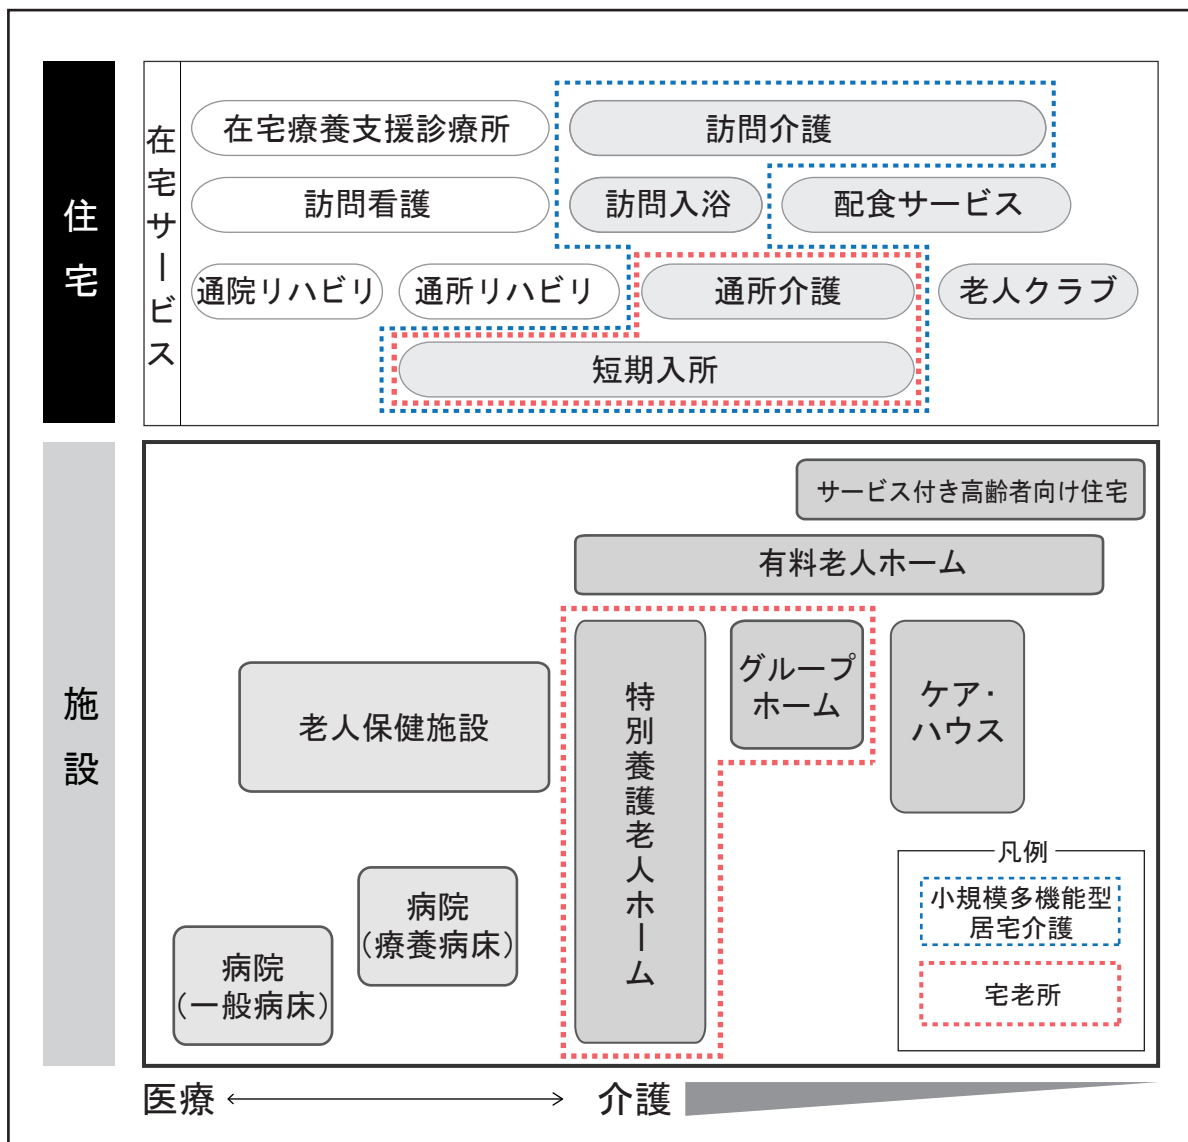 住宅
在宅サービス
在宅療養支援診療所
訪問介護
訪問看護
訪問入浴
配食サービス
通院リハビリ
通所リハビリ
通所介護
老人クラブ
短期入所
施設
サービス付き高齢者向け住宅
有料老人ホーム
老人保健施設
特別養護老人ホーム
グループ
ホーム
ケア・
ハウス
病院
(療養病床)
病院
(一般病床)
凡例
小規模多機能型
居宅介護
宅老所
医療
介護